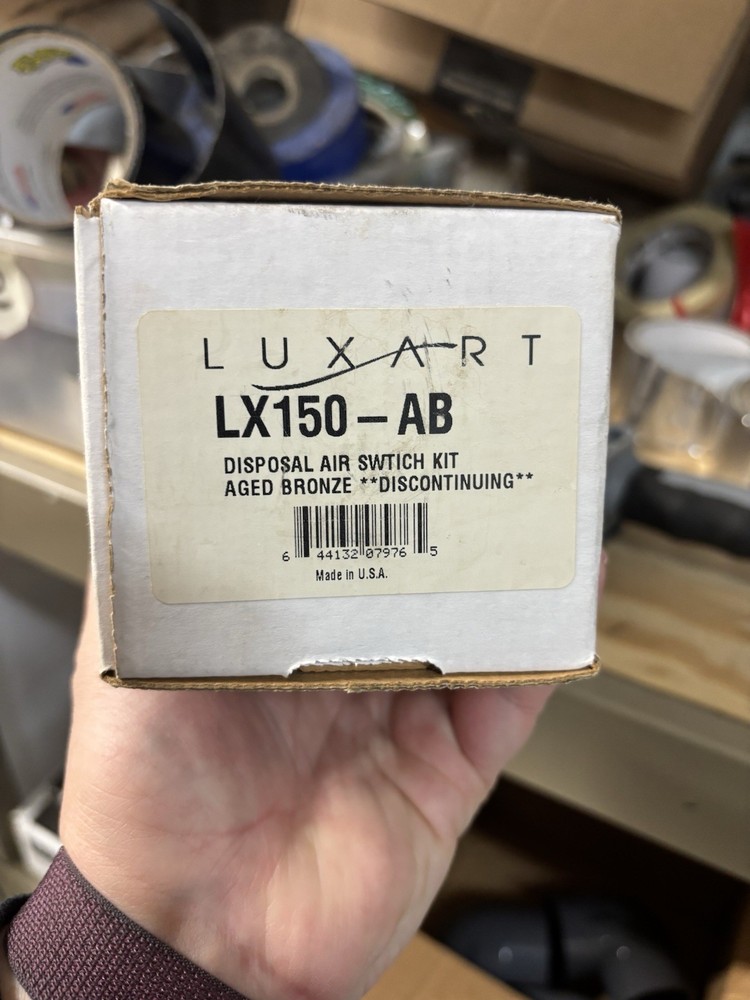 LUXART
LX150-AB
DISPOSAL AIR SWTICH KIT
AGED BRONZE **DISCONTINUING**
6 44132 07976 5
Made in U.S.A.